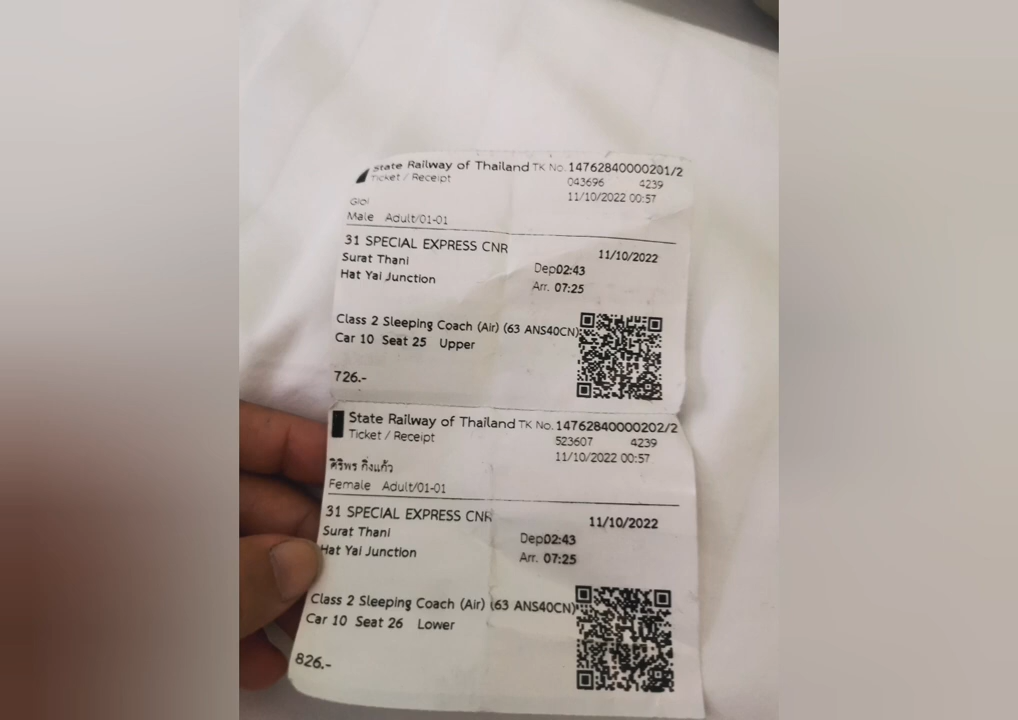 State Railway of Thailand TK No. 14762840000201/2
Ticket / Receipt 043696 4239
11/10/2022 00:57
Gioi
Male Adult/01-01
31 SPECIAL EXPRESS CNR 11/10/2022
Surat Thani Dep02:43
Hat Yai Junction Arr. 07:25
Class 2 Sleeping Coach (Air) (63 ANS40CN)
Car 10 Seat 25 Upper
726.-
State Railway of Thailand TK No. 14762840000202/2
Ticket / Receipt 523607 4239
11/10/2022 00:57
ศิริพร กิ่งแก้ว
Female Adult/01-01
31 SPECIAL EXPRESS CNR 11/10/2022
Surat Thani Dep02:43
Hat Yai Junction Arr. 07:25
Class 2 Sleeping Coach (Air) (63 ANS40CN)
Car 10 Seat 26 Lower
826.-